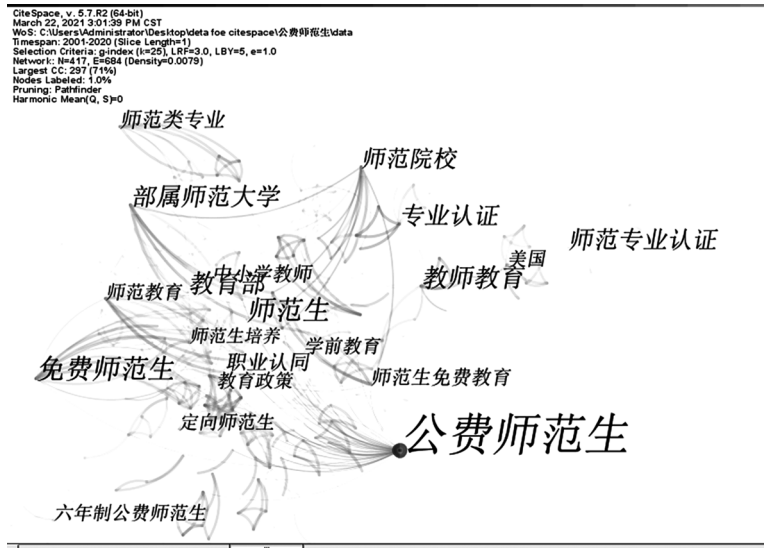 CiteSpace, v. 5.7.R2 (64-bit)
March 22, 2021 3:01:39 PM CST
WoS: C:\Users\Administrator\Desktop\deta foe citespace\公费师范生\data
Timespan: 2001-2020 (Slice Length=1)
Selection Criteria: g-index (k=25), LRF=3.0, LBY=5, e=1.0
Network: N=417, E=684 (Density=0.0079)
Largest CC: 297 (71%)
Nodes Labeled: 1.0%
Pruning: Pathfinder
Harmonic Mean(Q, S)=0
师范类专业
师范院校
部属师范大学
专业认证
师范专业认证
美国
中小学教师
教师教育
教育部
师范教育
师范生
师范生培养
学前教育
职业认同
免费师范生
教育政策
师范生免费教育
定向师范生
公费师范生
六年制公费师范生